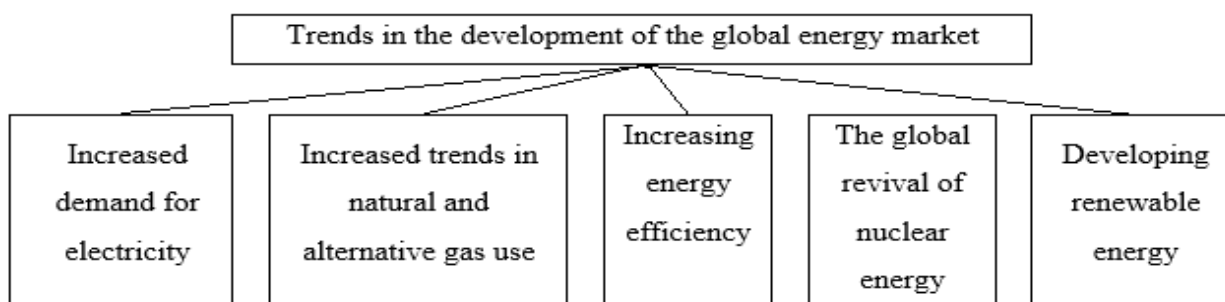 Trends in the development of the global energy market
Increased
demand for
electricity
Increased trends in
natural and
alternative gas use
Increasing
energy
efficiency
The global
revival of
nuclear
energy
Developing
renewable
energy